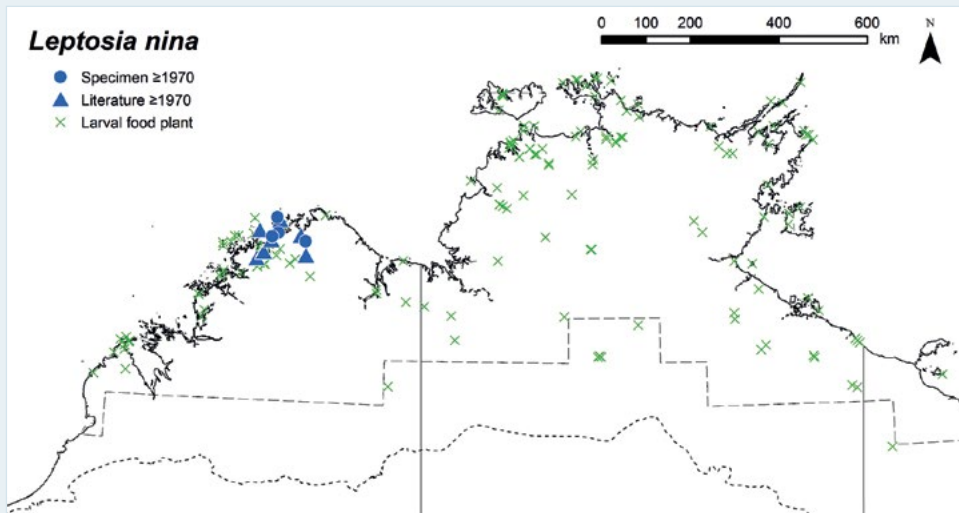 Leptosia nina
Specimen ≥1970
Literature ≥1970
Larval food plant
0 100 200 400 600
km
N